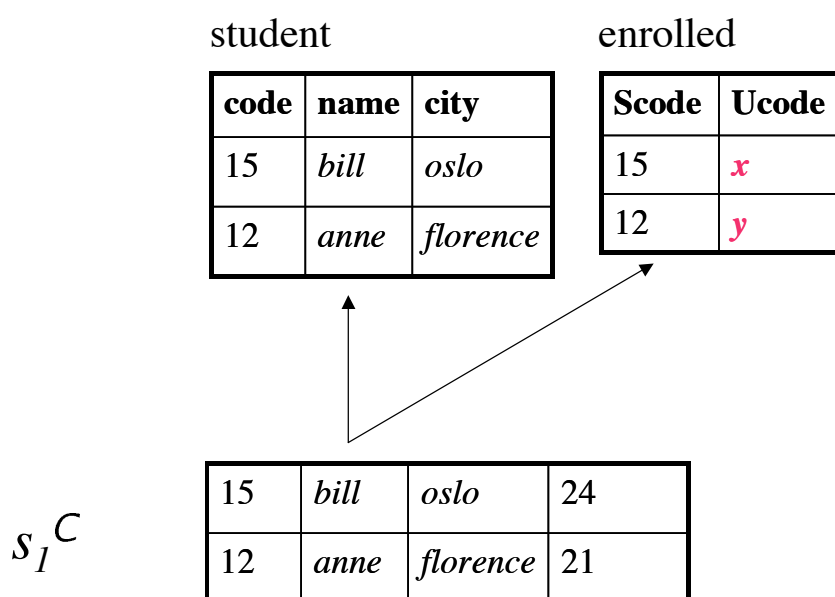 student enrolled
code name city
15 bill oslo
12 anne florence
Scode Ucode
15 x
12 y
s1C
15 bill oslo 24
12 anne florence 21